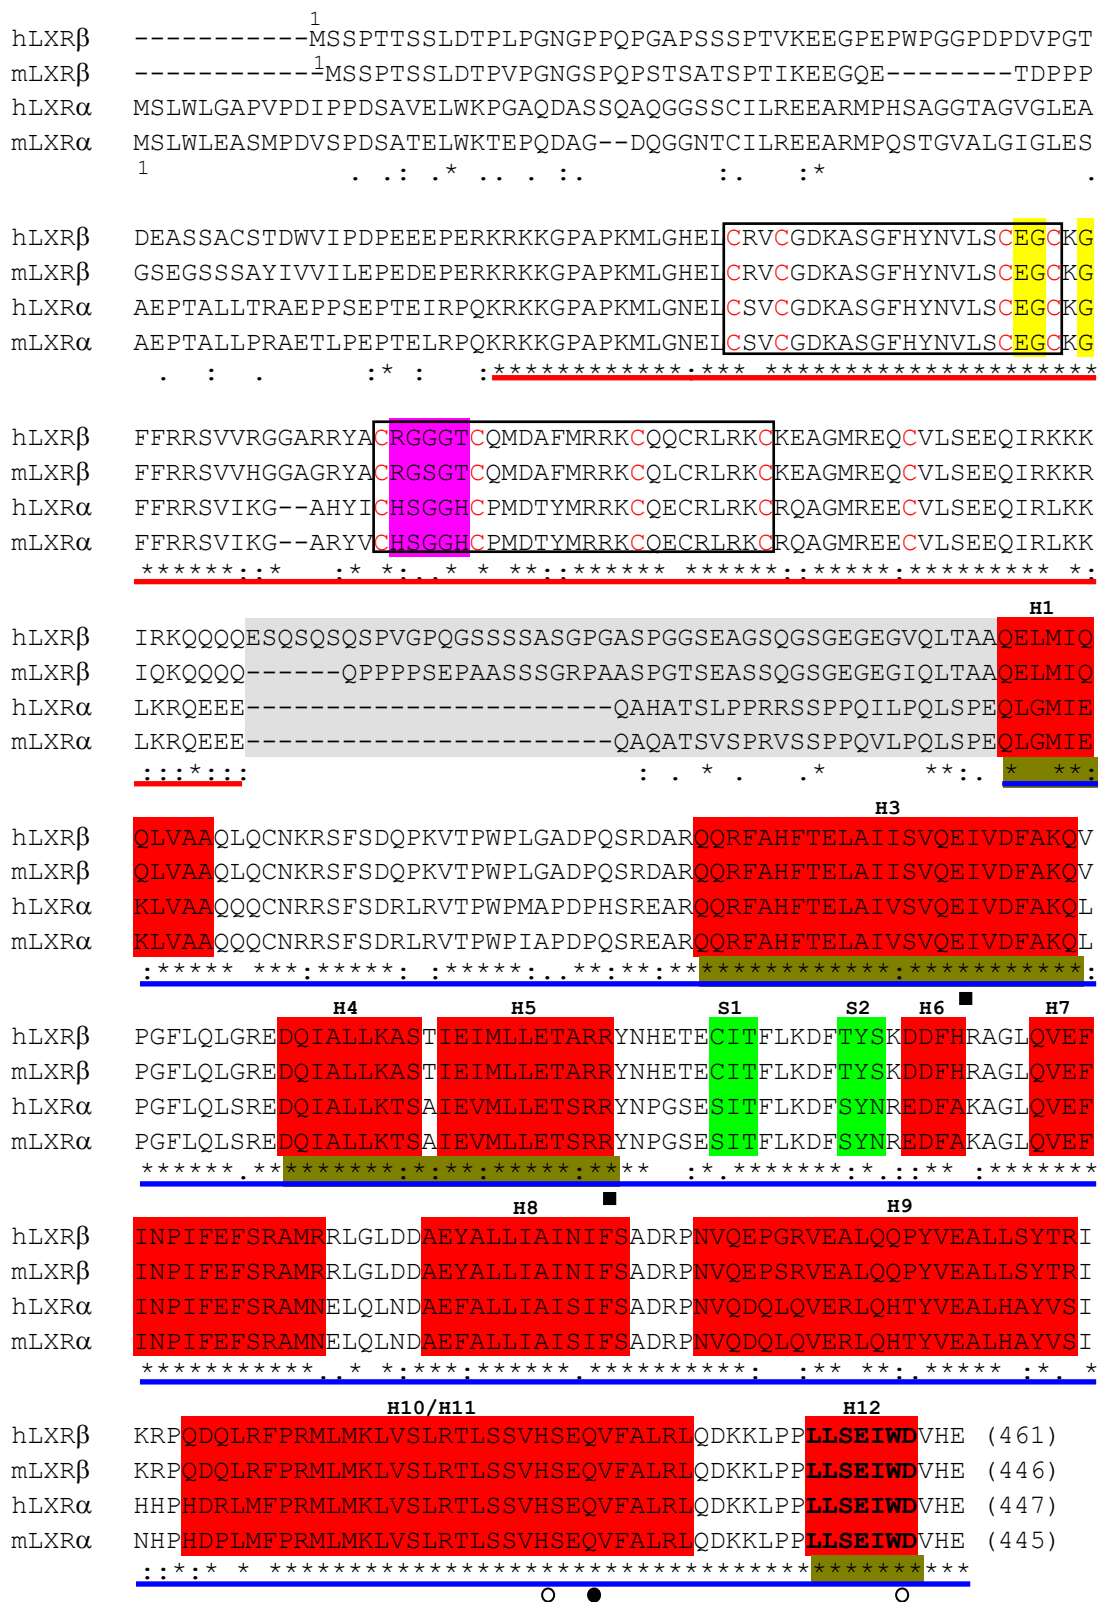 1
hLXRβ -----------MSSPTTSSLDTPLPGNGPPQPGAPSSSPTVKEEGPEPWPGGPDPDVPGT
1
mLXRβ ------------MSSPTSSLDTPVPGNGSPQPSTSATSPTIKEEGQE--------TDPPP
hLXRα MSLWLGAPVPDIPPDSAVELWKPGAQDASSQAQGGSSCILREEARMPHSAGGTAGVGLEA
mLXRα MSLWLEASMPDVSPDSATELWKTEPQDAG--DQGGNTCILREEARMPQSTGVALGIGLES
1 . .: .* .. . :. :. :* .
hLXRβ DEASSACSTDWVIPDPEEEPERKRKKGPAPKMLGHELCRVCGDKASGFHYNVLSCEGCKG
mLXRβ GSEGSSSAYIVVILEPEDEPERKRKKGPAPKMLGHELCRVCGDKASGFHYNVLSCEGCKG
hLXRα AEPTALLTRAEPPSEPTEIRPQKRKKGPAPKMLGNELCSVCGDKASGFHYNVLSCEGCKG
mLXRα AEPTALLPRAETLPEPTELRPQKRKKGPAPKMLGNELCSVCGDKASGFHYNVLSCEGCKG
. : . :* : :************:*** *********************
hLXRβ FFRRSVVRGGARRYACRGGGTCQMDAFMRRKCQQCRLRKCKEAGMREQCVLSEEQIRKKK
mLXRβ FFRRSVVHGGAGRYACRGSGTCQMDAFMRRKCQLCRLRKCKEAGMREQCVLSEEQIRKKR
hLXRα FFRRSVIKG--AHYICHSGGHCPMDTYMRRKCQECRLRKCRQAGMREECVLSEEQIRLKK
mLXRα FFRRSVIKG--ARYVCHSGGHCPMDTYMRRKCQECRLRKCRQAGMREECVLSEEQIRLKK
******::* :* *:..* * **::****** ******::*****:********* *:
H1
hLXRβ IRKQQQQESQSQSQSPVGPQGSSSSASGPGASPGGSEAGSQGSGEGEGVQLTAAQELMIQ
mLXRβ IQKQQQQ------QPPPPSEPAASSSGRPAASPGTSEASSQGSGEGEGIQLTAAQELMIQ
hLXRα LKRQEEE-----------------------QAHATSLPPRRSSPPQILPQLSPEQLGMIE
mLXRα LKRQEEE-----------------------QAQATSVSPRVSSPPQVLPQLSPEQLGMIE
:::*::: : . * . * **:. * **:
H3
hLXRβ QLVAAQLQCNKRSFSDQPKVTPWPLGADPQSRDARQQRFAHFTELAIISVQEIVDFAKQV
mLXRβ QLVAAQLQCNKRSFSDQPKVTPWPLGADPQSRDARQQRFAHFTELAIISVQEIVDFAKQV
hLXRα KLVAAQQQCNRRSFSDRLRVTPWPMAPDPHSREARQQRFAHFTELAIVSVQEIVDFAKQL
mLXRα KLVAAQQQCNRRSFSDRLRVTPWPIAPDPQSREARQQRFAHFTELAIVSVQEIVDFAKQL
:***** ***:*****: :*****:..**:**:**************:***********:
H4 H5 S1 S2 H6 H7
hLXRβ PGFLQLGREDQIALLKASTIEIMLLETARRYNHETECITFLKDFTYSKDDFHRAGLQVEF
mLXRβ PGFLQLGREDQIALLKASTIEIMLLETARRYNHETECITFLKDFTYSKDDFHRAGLQVEF
hLXRα PGFLQLSREDQIALLKTSAIEVMLLETSRRYNPGSESITFLKDFSYNREDFAKAGLQVEF
mLXRα PGFLQLSREDQIALLKTSAIEVMLLETSRRYNPGSESITFLKDFSYNREDFAKAGLQVEF
******.*********:*:**:*****:**** :*.*******:*.::** :*******
H8 H9
hLXRβ INPIFEFSRAMRRLGLDDAEYALLIAINIFSADRPNVQEPGRVEALQQPYVEALLSYTRI
mLXRβ INPIFEFSRAMRRLGLDDAEYALLIAINIFSADRPNVQEPSRVEALQQPYVEALLSYTRI
hLXRα INPIFEFSRAMNELQLNDAEFALLIAISIFSADRPNVQDQLQVERLQHTYVEALHAYVSI
mLXRα INPIFEFSRAMNELQLNDAEFALLIAISIFSADRPNVQDQLQVERLQHTYVEALHAYVSI
***********..* *:***:******.**********: :** **:.***** :*. *
H10/H11 H12
hLXRβ KRPQDQLRFPRMLMKLVSLRTLSSVHSEQVFALRLQDKKLPPLLSEIWDVHE (461)
mLXRβ KRPQDQLRFPRMLMKLVSLRTLSSVHSEQVFALRLQDKKLPPLLSEIWDVHE (446)
hLXRα HHPHDRLMFPRMLMKLVSLRTLSSVHSEQVFALRLQDKKLPPLLSEIWDVHE (447)
mLXRα NHPHDPLMFPRMLMKLVSLRTLSSVHSEQVFALRLQDKKLPPLLSEIWDVHE (445)
::*:* * ********************************************